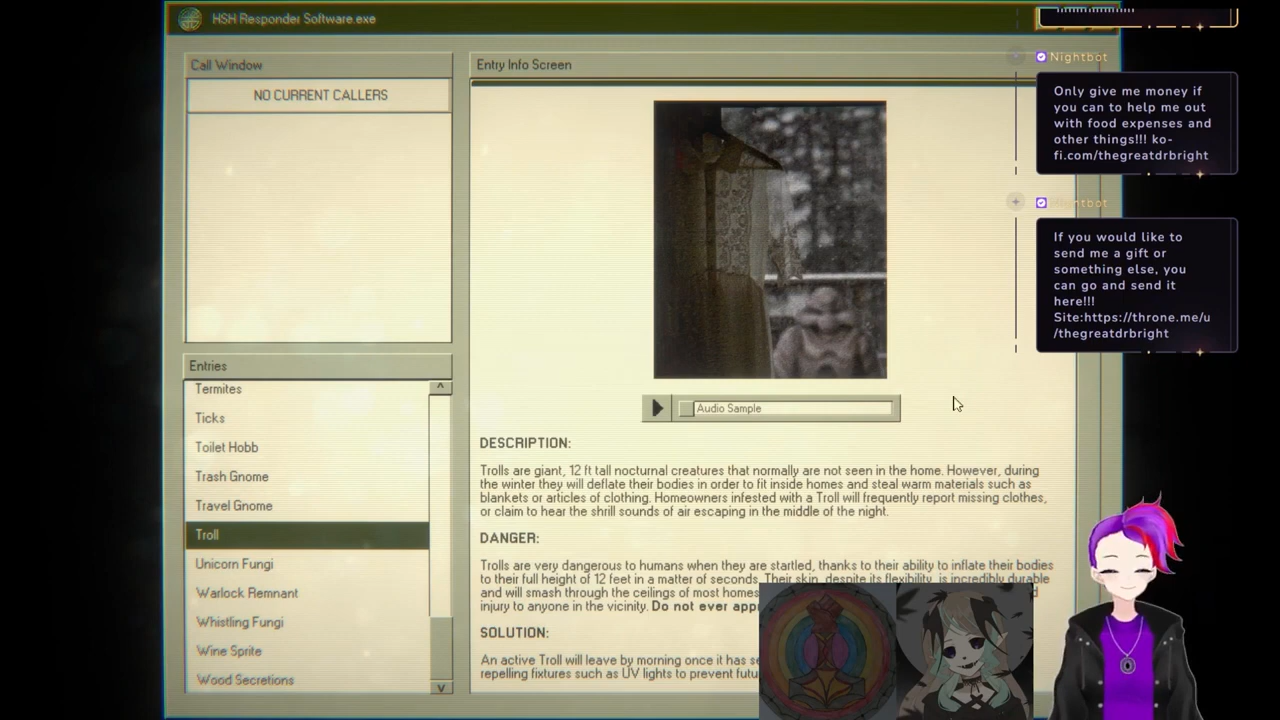 HSH Responder Software.exe
Call Window
NO CURRENT CALLERS
Entries
Termites
Ticks
Toilet Hobb
Trash Gnome
Travel Gnome
Troll
Unicorn Fungi
Warlock Remnant
Whistling Fungi
Wine Sprite
Wood Secretions
Entry Info Screen
Audio Sample
DESCRIPTION:
Trolls are giant, 12 ft tall nocturnal creatures that normally are not seen in the home. However, during
the winter they will deflate their bodies in order to fit inside homes and steal warm materials such as
blankets or articles of clothing. Homeowners infested with a Troll will frequently report missing clothes,
or claim to hear the shrill sounds of air escaping in the middle of the night.
DANGER:
Trolls are very dangerous to humans when they are startled, thanks to their ability to inflate their bodies
to their full height of 12 feet in a matter of seconds. Their skin, despite its flexibility, is incredibly durable
and will smash through the ceilings of most homes
injury to anyone in the vicinity. Do not ever
SOLUTION:
An active Troll will leave by morning once it has
repelling fixtures such as UV lights to prevent
Nightbot
Only give me money if
you can to help me out
with food expenses and
other things!!! ko-
fi.com/thegreatdrbright
Nightbot
If you would like to
send me a gift or
something else, you
can go and send it
here!!!
Site:https://throne.me/u
/thegreatdrbright